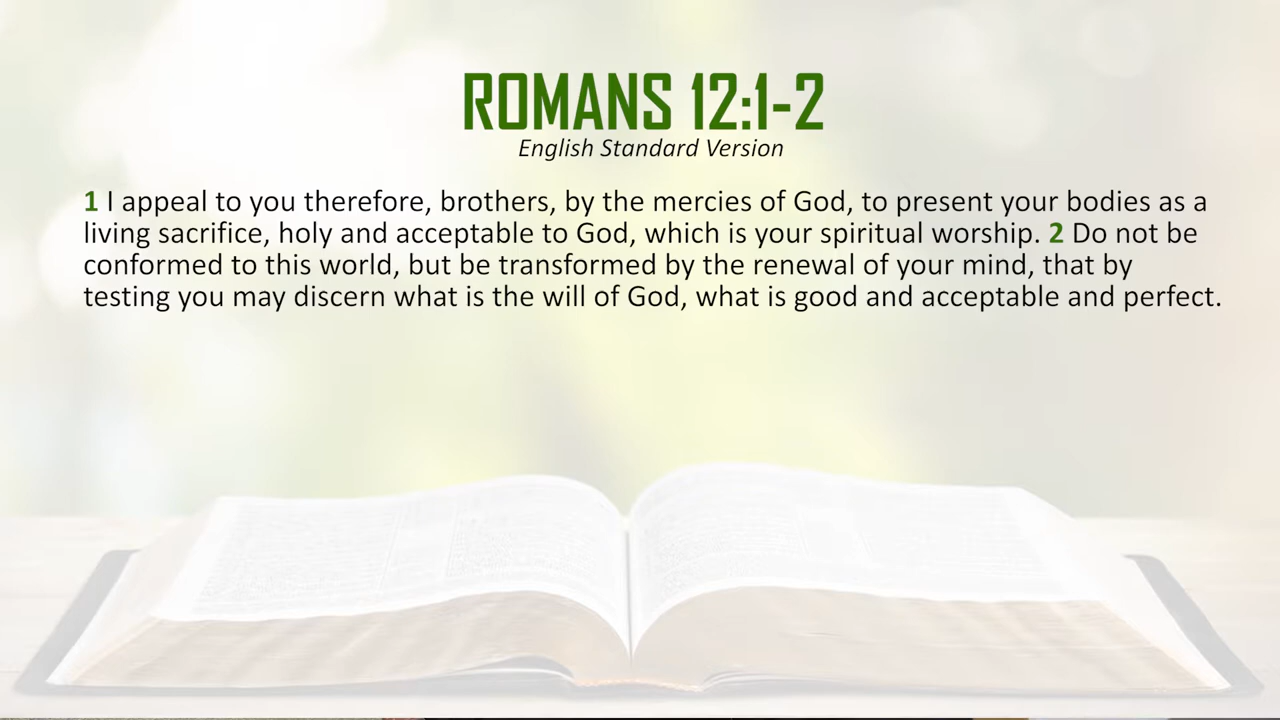 ROMANS 12:1-2
English Standard Version
1 I appeal to you therefore, brothers, by the mercies of God, to present your bodies as a
living sacrifice, holy and acceptable to God, which is your spiritual worship. 2 Do not be
conformed to this world, but be transformed by the renewal of your mind, that by
testing you may discern what is the will of God, what is good and acceptable and perfect.